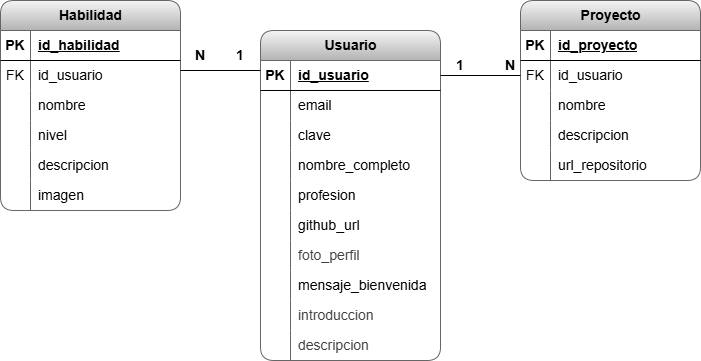 Habilidad
PK id_habilidad
FK id_usuario
nombre
nivel
descripcion
imagen
N 1
Usuario
PK id_usuario
email
clave
nombre_completo
profesion
github_url
foto_perfil
mensaje_bienvenida
introduccion
descripcion
1 N
Proyecto
PK id_proyecto
FK id_usuario
nombre
descripcion
url_repositorio